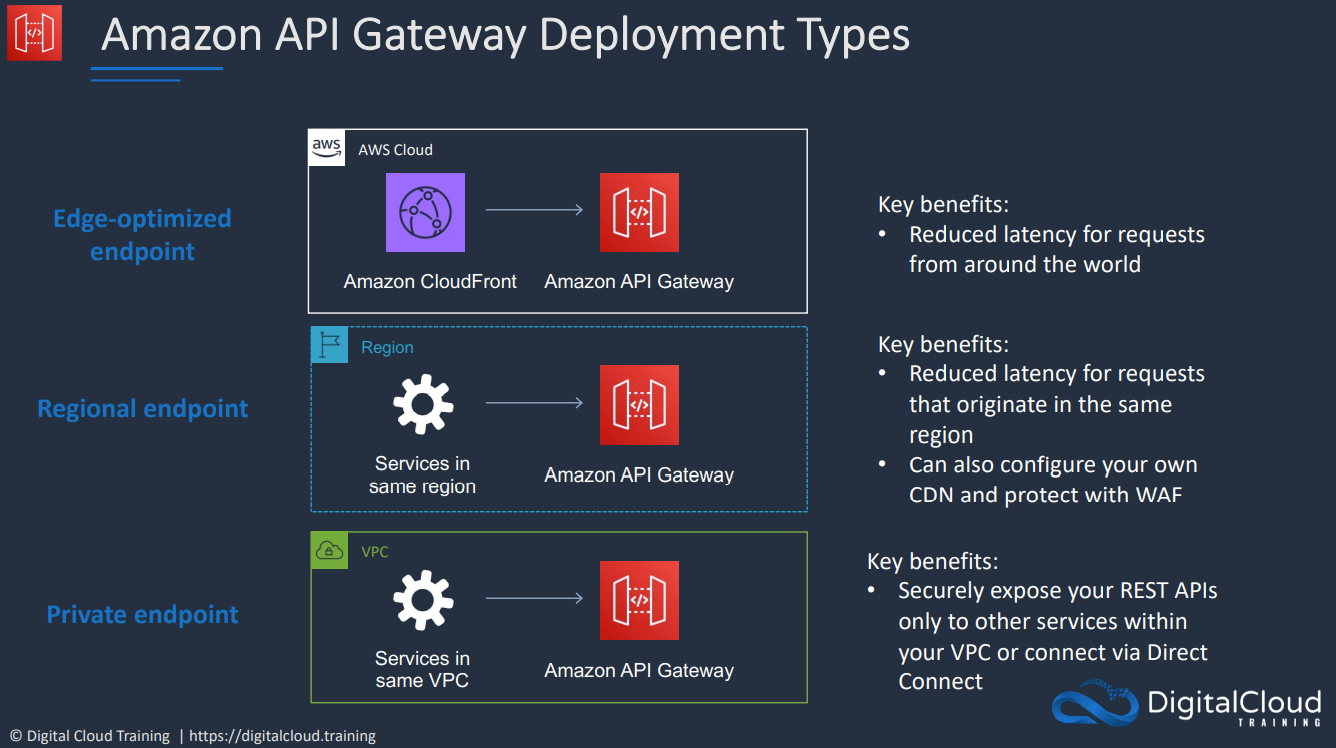 Amazon API Gateway Deployment Types
aws
AWS Cloud
Edge-optimized
endpoint
Amazon CloudFront
Amazon API Gateway
Key benefits:
• Reduced latency for requests
from around the world
Region
Regional endpoint
Services in
same region
Amazon API Gateway
Key benefits:
• Reduced latency for requests
that originate in the same
region
• Can also configure your own
CDN and protect with WAF
VPC
Private endpoint
Services in
same VPC
Amazon API Gateway
Key benefits:
• Securely expose your REST APIs
only to other services within
your VPC or connect via Direct
Connect
DigitalCloud
TRAINING
© Digital Cloud Training | https://digitalcloud.training